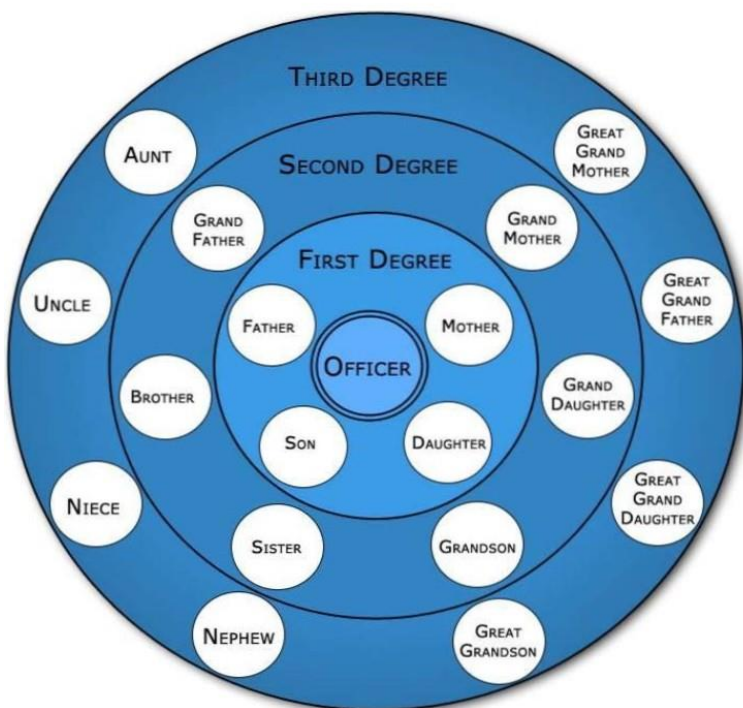 THIRD DEGREE
AUNT
GREAT
GRAND
MOTHER
SECOND DEGREE
GRAND
FATHER
GRAND
MOTHER
FIRST DEGREE
UNCLE
GREAT
GRAND
FATHER
FATHER
MOTHER
OFFICER
BROTHER
GRAND
DAUGHTER
SON
DAUGHTER
NIECE
GREAT
GRAND
DAUGHTER
SISTER
GRANDSON
NEPHEW
GREAT
GRANDSON